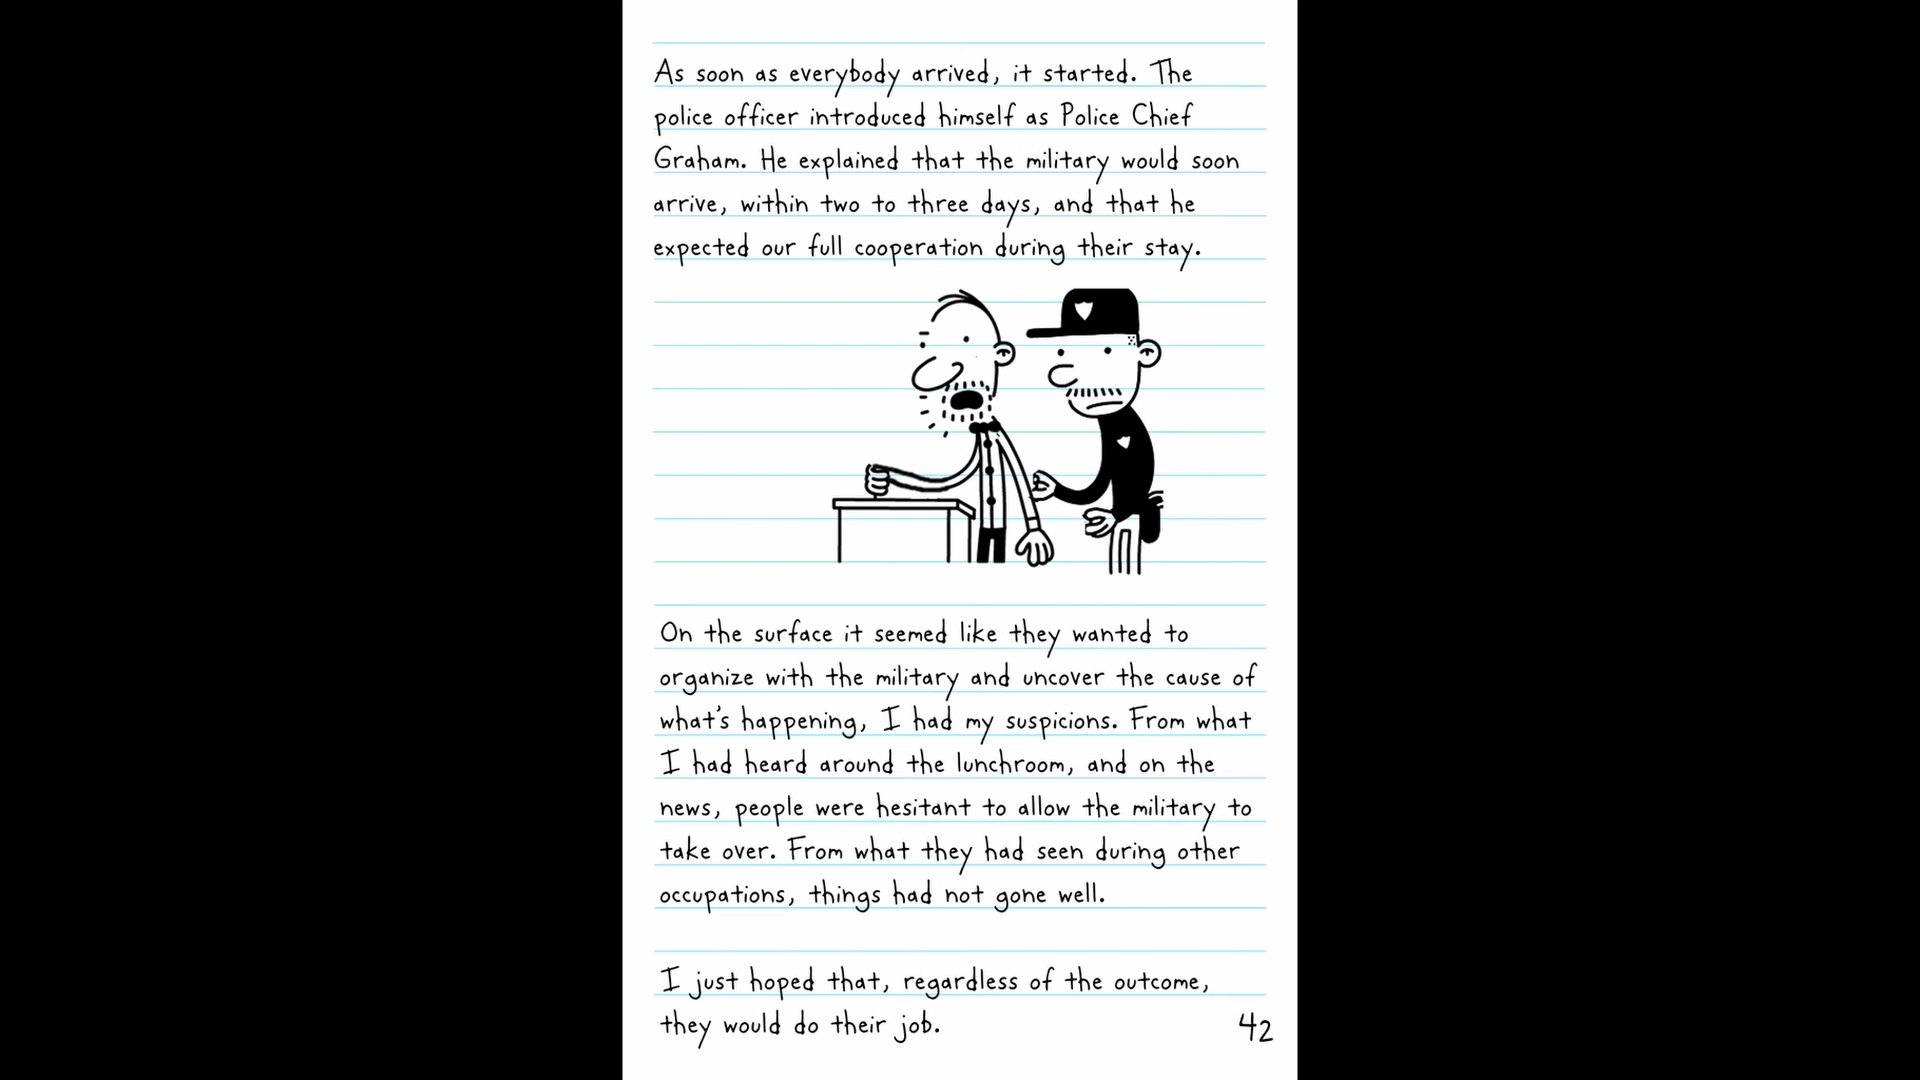 As soon as everybody arrived, it started. The
police officer introduced himself as Police Chief
Graham. He explained that the military would soon
arrive, within two to three days, and that he
expected our full cooperation during their stay.
On the surface it seemed like they wanted to
organize with the military and uncover the cause of
what's happening, I had my suspicions. From what
I had heard around the lunchroom, and on the
news, people were hesitant to allow the military to
take over. From what they had seen during other
occupations, things had not gone well.
I just hoped that, regardless of the outcome,
they would do their job.
42